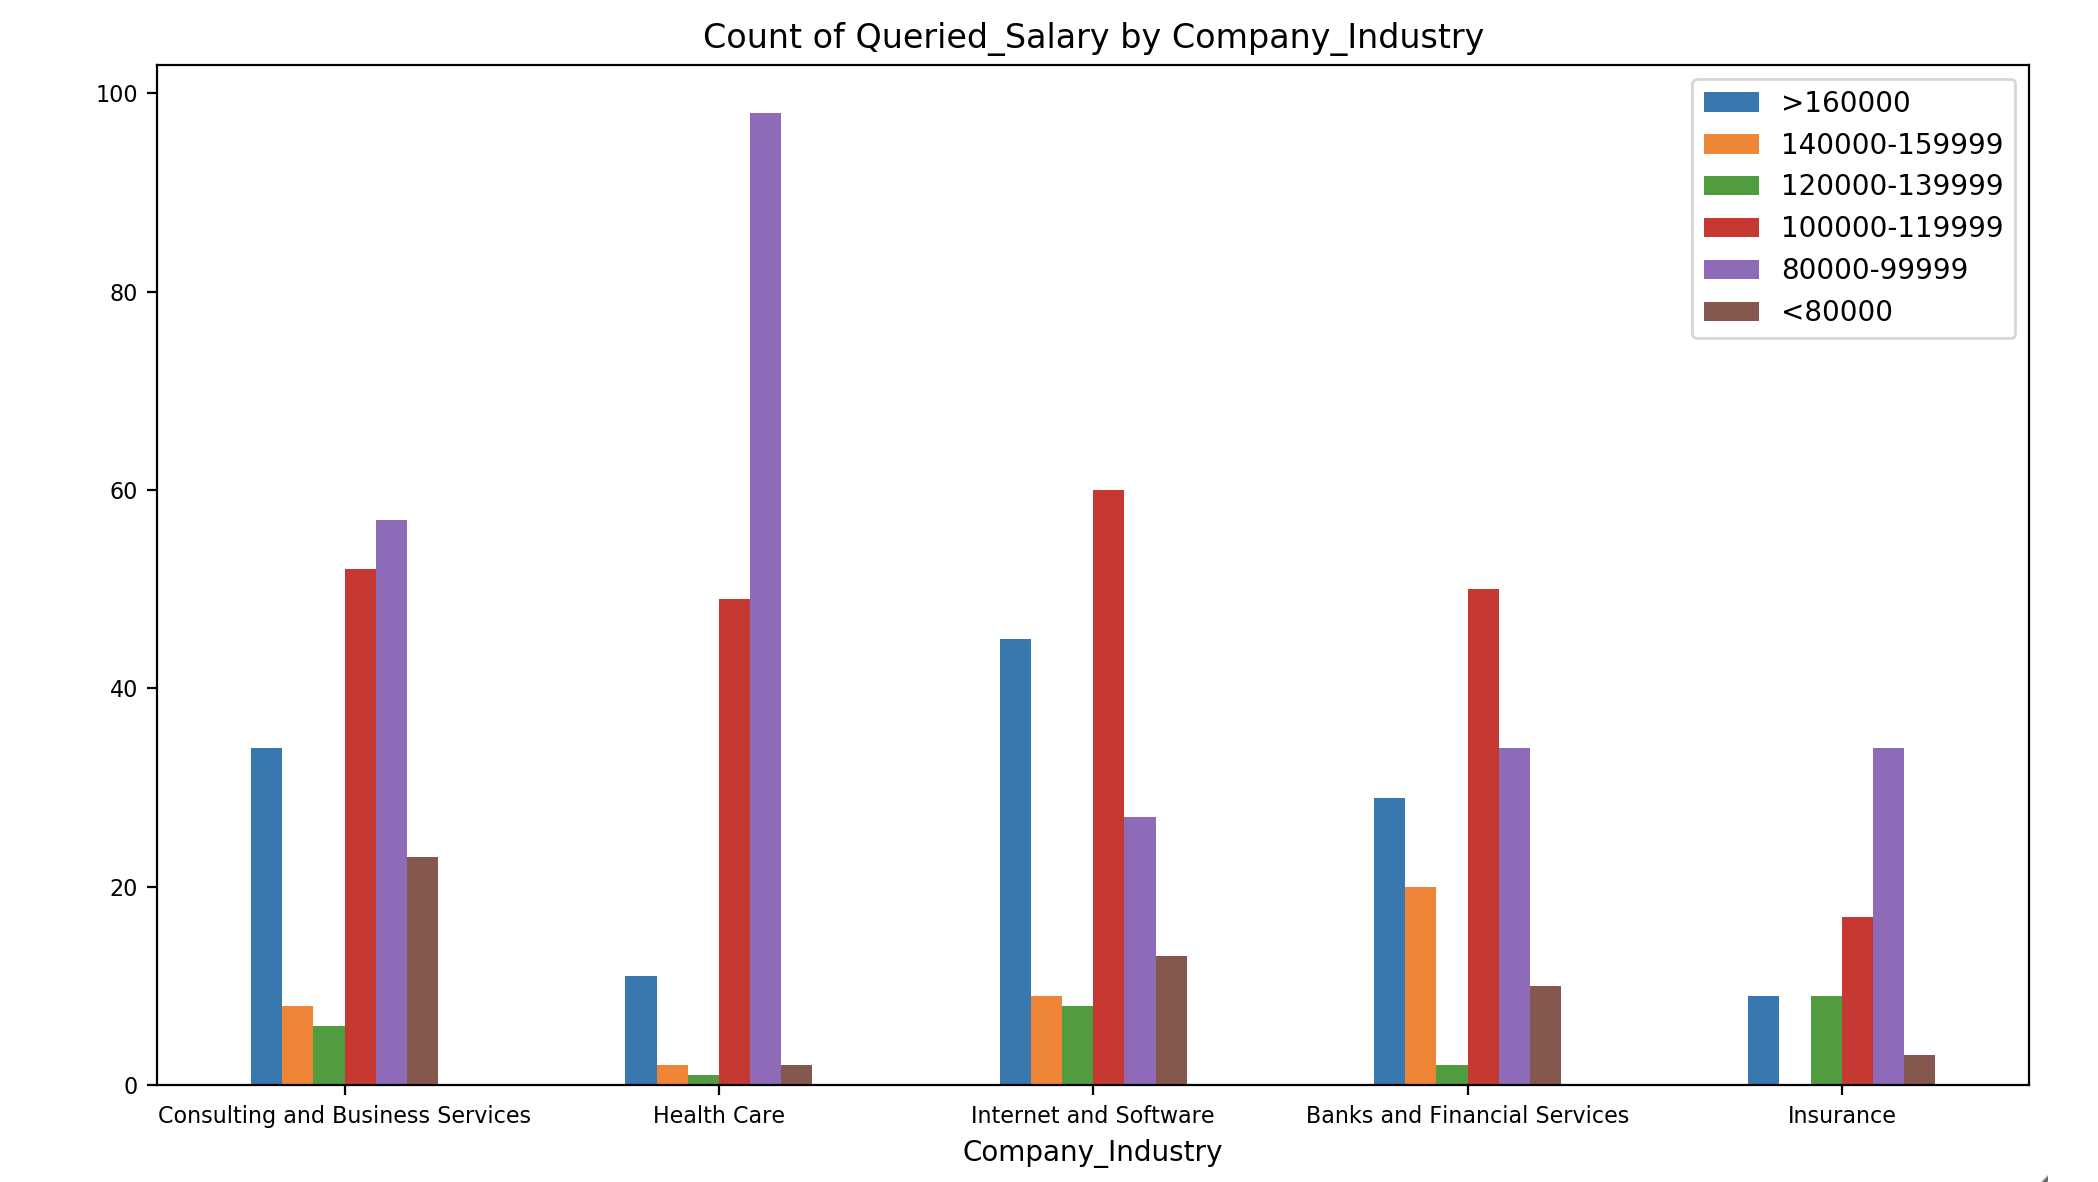 Count of Queried_Salary by Company_Industry
100
80
60
40
20
0
>160000
140000-159999
120000-139999
100000-119999
80000-99999
<80000
Consulting and Business Services
Health Care
Internet and Software
Banks and Financial Services
Insurance
Company_Industry